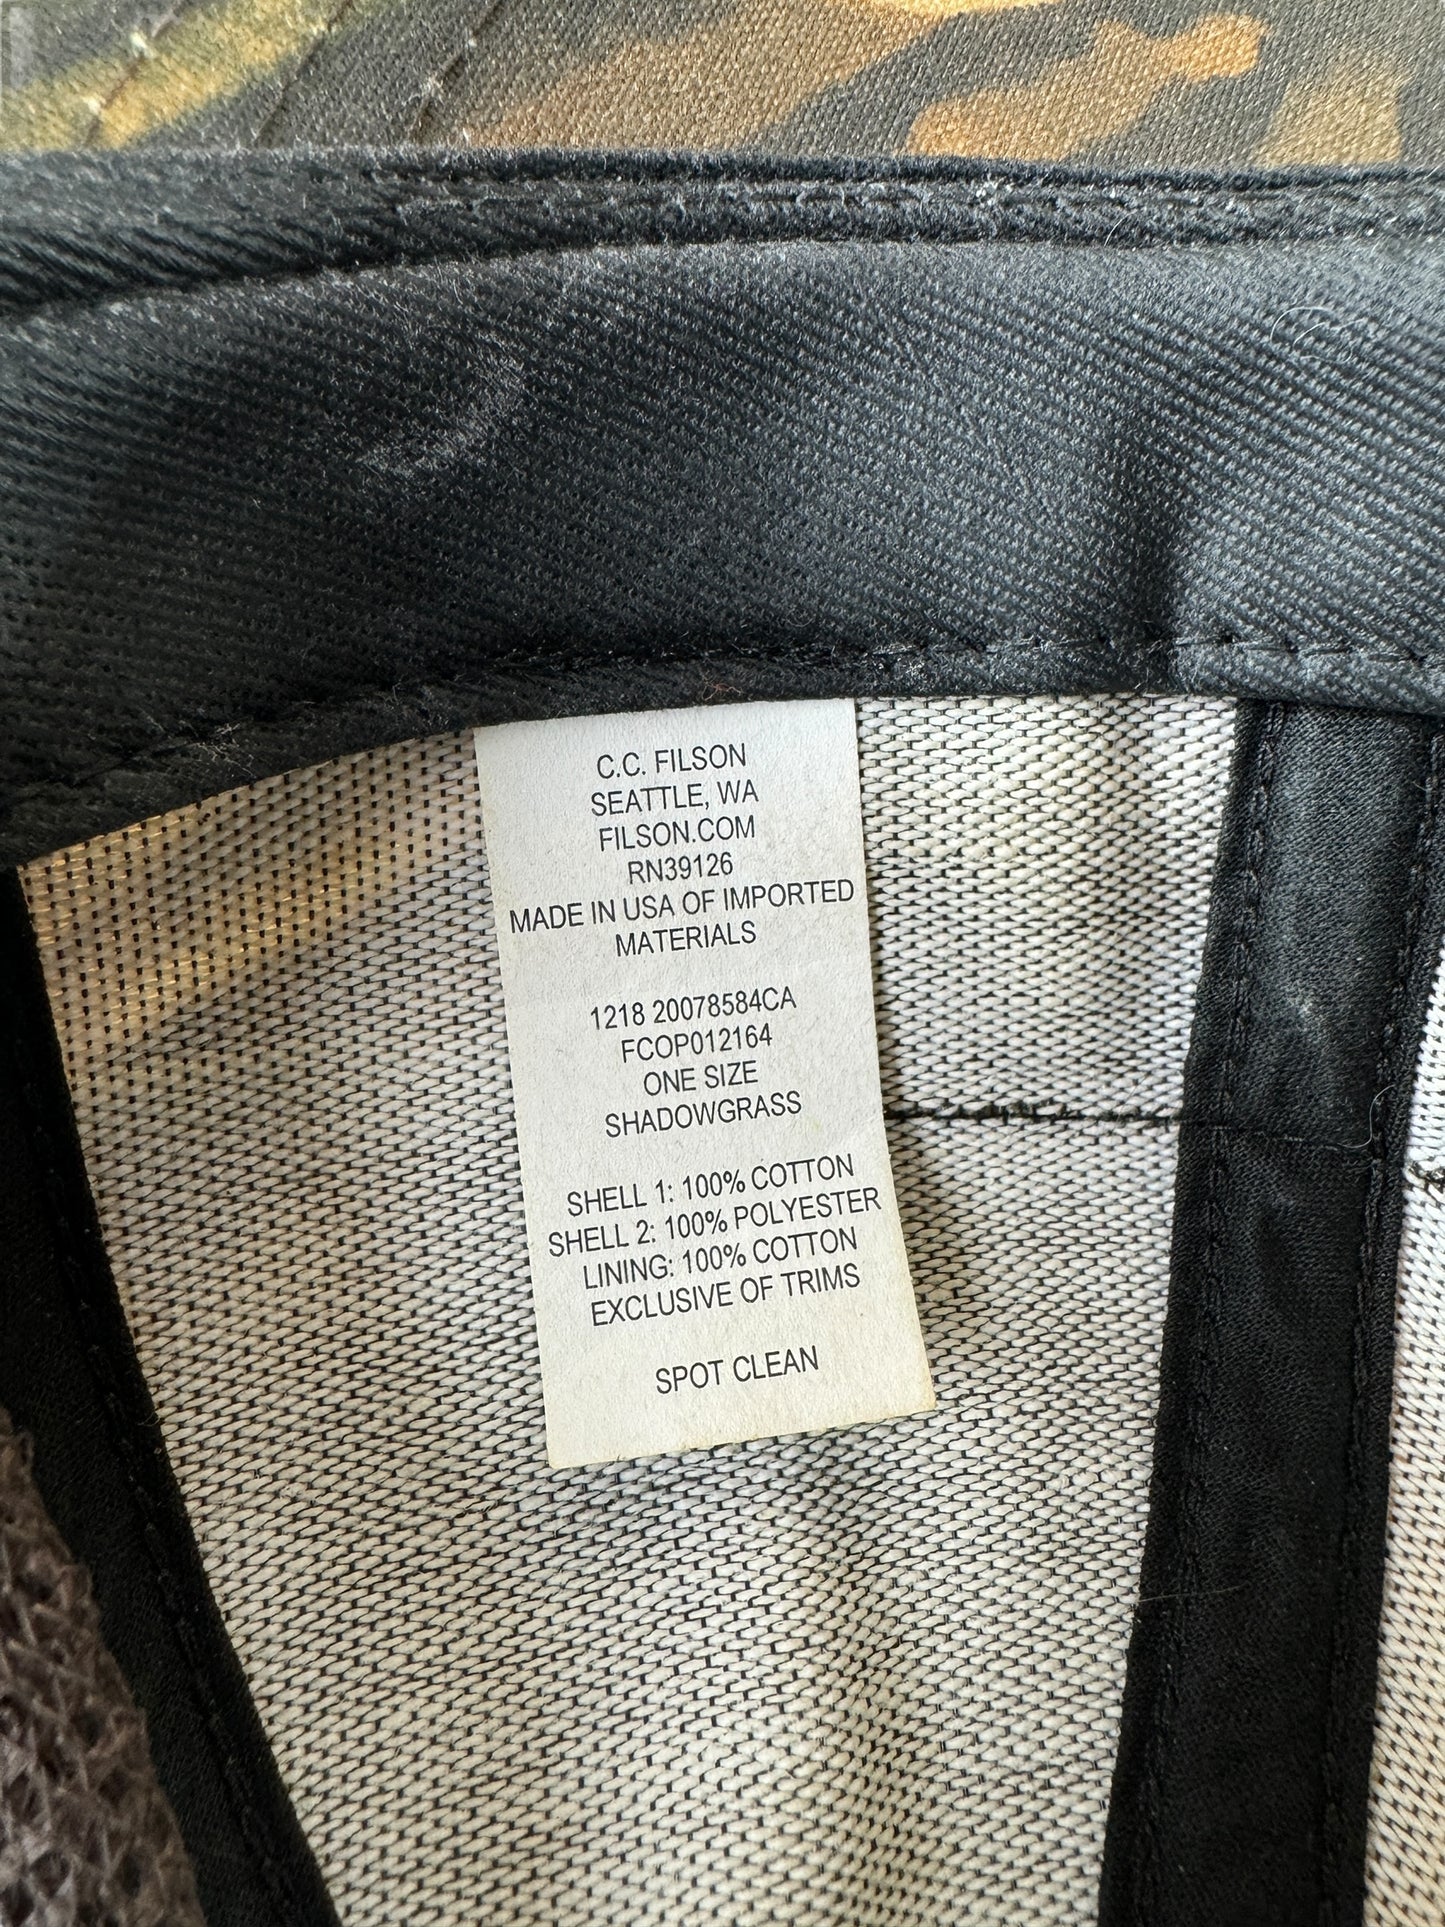 C.C. FILSON
SEATTLE, WA
FILSON.COM
RN39126
MADE IN USA OF IMPORTED
MATERIALS
1218 20078584CA
FCOP012164
ONE SIZE
SHADOWGRASS
SHELL 1: 100% COTTON
SHELL 2: 100% POLYESTER
LINING: 100% COTTON
EXCLUSIVE OF TRIMS
SPOT CLEAN